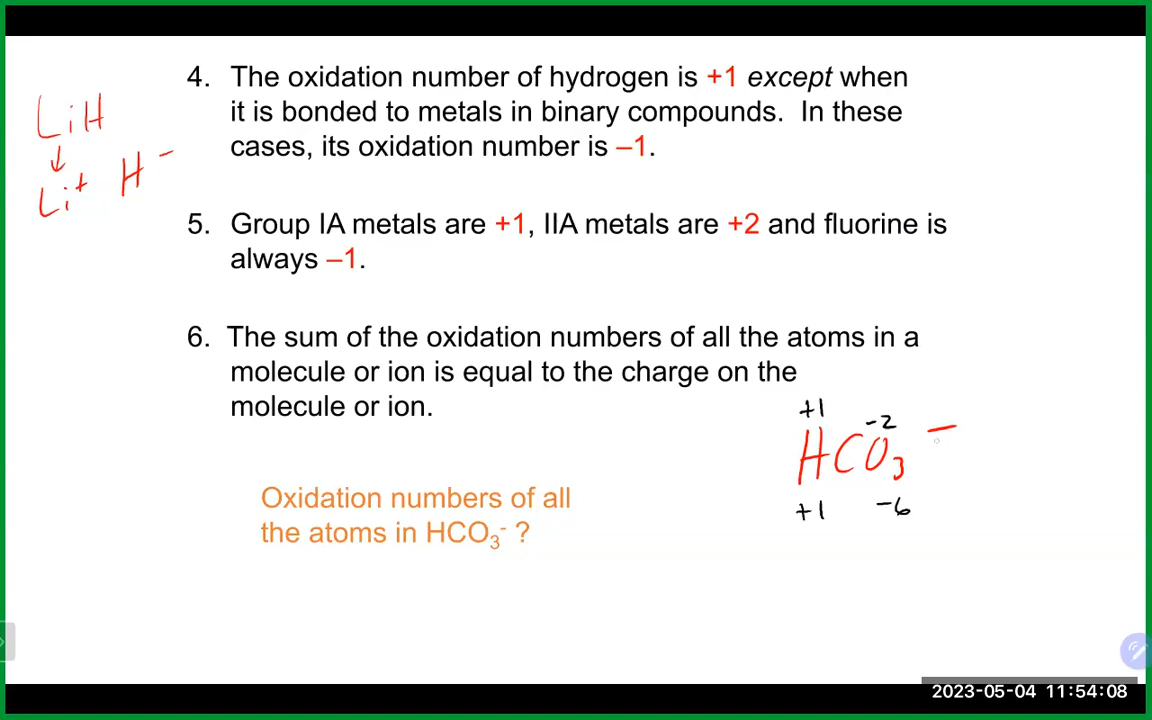 4. The oxidation number of hydrogen is +1 except when
it is bonded to metals in binary compounds. In these
cases, its oxidation number is –1.
LiH
↓
Li+ H−
5. Group IA metals are +1, IIA metals are +2 and fluorine is
always –1.
6. The sum of the oxidation numbers of all the atoms in a
molecule or ion is equal to the charge on the
molecule or ion.
+1 -2
HCO3 −
+1 -6
Oxidation numbers of all
the atoms in HCO3- ?
2023-05-04 11:54:08